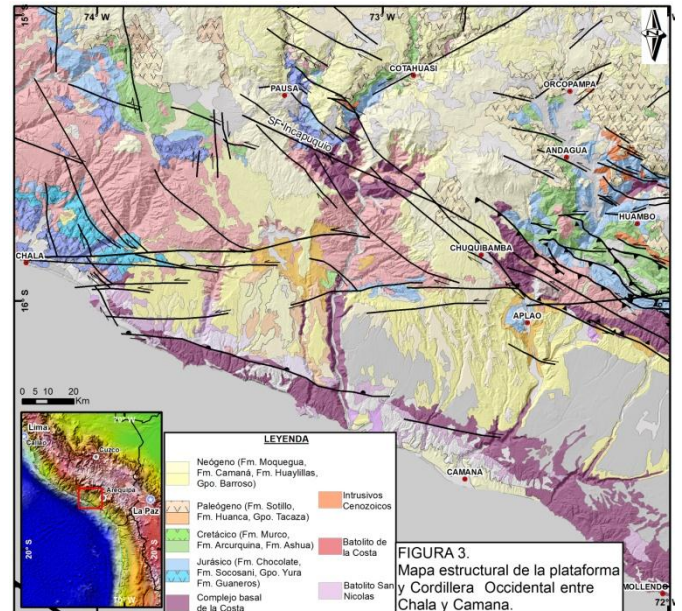 15° S
74° W
73° W
COTAHUASI
PAUSA
ORCOPAMPA
SF-Incapuquio
ANDAGUA
HUAMBO
CHALA
CHUQUIBAMBA
16° S
APLAO
0 5 10 20
Km
CAMANA
MOLLENDO
72° W
Lima
Callao
Cuzco
Arequipa
La Paz
20° S
20° S
70° W
LEYENDA
Neógeno (Fm. Moquegua,
Fm. Camaná, Fm. Huaylillas,
Gpo. Barroso)
Paleógeno (Fm. Sotillo,
Fm. Huanca, Gpo. Tacaza)
Cretácico (Fm. Murco,
Fm. Arcurquina, Fm. Ashua)
Jurásico (Fm. Chocolate,
Fm. Socosani, Gpo. Yura
Fm. Guaneros)
Complejo basal
de la Costa
Intrusivos
Cenozoicos
Batolito de
la Costa
Batolito San
Nicolas
FIGURA 3.
Mapa estructural de la plataforma
y Cordillera Occidental entre
Chala y Camana.